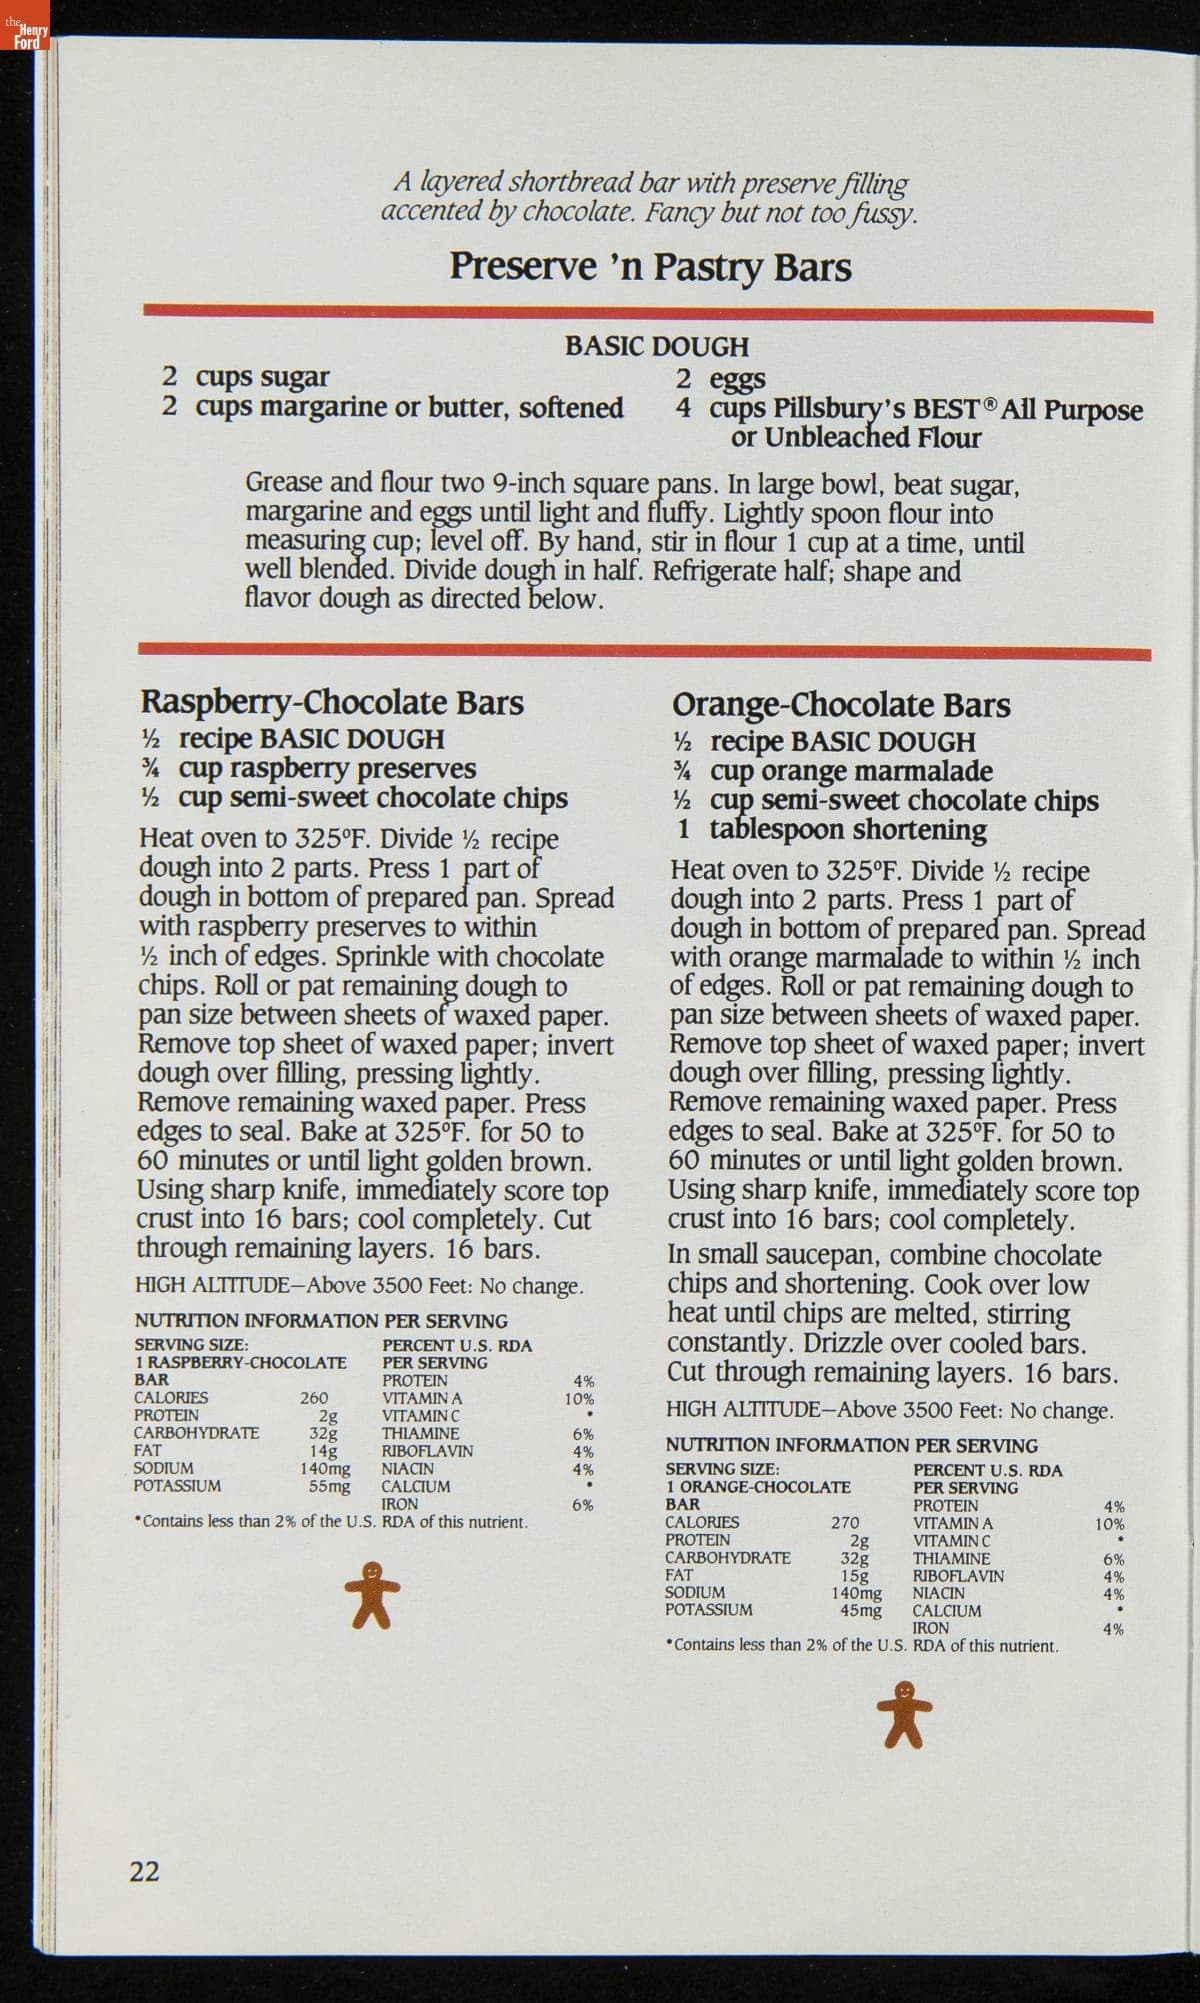 the
Henry
Ford
A layered shortbread bar with preserve filling
accented by chocolate. Fancy but not too fussy.
Preserve ’n Pastry Bars
BASIC DOUGH
2 cups sugar
2 cups margarine or butter, softened
2 eggs
4 cups Pillsbury’s BEST® All Purpose
or Unbleached Flour
Grease and flour two 9-inch square pans. In large bowl, beat sugar,
margarine and eggs until light and fluffy. Lightly spoon flour into
measuring cup; level off. By hand, stir in flour 1 cup at a time, until
well blended. Divide dough in half. Refrigerate half; shape and
flavor dough as directed below.
Raspberry-Chocolate Bars
½ recipe BASIC DOUGH
¾ cup raspberry preserves
½ cup semi-sweet chocolate chips
Heat oven to 325ºF. Divide ½ recipe
dough into 2 parts. Press 1 part of
dough in bottom of prepared pan. Spread
with raspberry preserves to within
½ inch of edges. Sprinkle with chocolate
chips. Roll or pat remaining dough to
pan size between sheets of waxed paper.
Remove top sheet of waxed paper; invert
dough over filling, pressing lightly.
Remove remaining waxed paper. Press
edges to seal. Bake at 325ºF. for 50 to
60 minutes or until light golden brown.
Using sharp knife, immediately score top
crust into 16 bars; cool completely. Cut
through remaining layers. 16 bars.
HIGH ALTITUDE—Above 3500 Feet: No change.
NUTRITION INFORMATION PER SERVING
SERVING SIZE:
1 RASPBERRY-CHOCOLATE
BAR
CALORIES 260
PROTEIN 2g
CARBOHYDRATE 32g
FAT 14g
SODIUM 140mg
POTASSIUM 55mg
PERCENT U.S. RDA
PER SERVING
PROTEIN 4%
VITAMIN A 10%
VITAMIN C *
THIAMINE 6%
RIBOFLAVIN 4%
NIACIN 4%
CALCIUM *
IRON 6%
*Contains less than 2% of the U.S. RDA of this nutrient.
Orange-Chocolate Bars
½ recipe BASIC DOUGH
¾ cup orange marmalade
½ cup semi-sweet chocolate chips
1 tablespoon shortening
Heat oven to 325ºF. Divide ½ recipe
dough into 2 parts. Press 1 part of
dough in bottom of prepared pan. Spread
with orange marmalade to within ½ inch
of edges. Roll or pat remaining dough to
pan size between sheets of waxed paper.
Remove top sheet of waxed paper; invert
dough over filling, pressing lightly.
Remove remaining waxed paper. Press
edges to seal. Bake at 325ºF. for 50 to
60 minutes or until light golden brown.
Using sharp knife, immediately score top
crust into 16 bars; cool completely.
In small saucepan, combine chocolate
chips and shortening. Cook over low
heat until chips are melted, stirring
constantly. Drizzle over cooled bars.
Cut through remaining layers. 16 bars.
HIGH ALTITUDE—Above 3500 Feet: No change.
NUTRITION INFORMATION PER SERVING
SERVING SIZE:
1 ORANGE-CHOCOLATE
BAR
CALORIES 270
PROTEIN 2g
CARBOHYDRATE 32g
FAT 15g
SODIUM 140mg
POTASSIUM 45mg
PERCENT U.S. RDA
PER SERVING
PROTEIN 4%
VITAMIN A 10%
VITAMIN C *
THIAMINE 6%
RIBOFLAVIN 4%
NIACIN 4%
CALCIUM *
IRON 4%
*Contains less than 2% of the U.S. RDA of this nutrient.
22